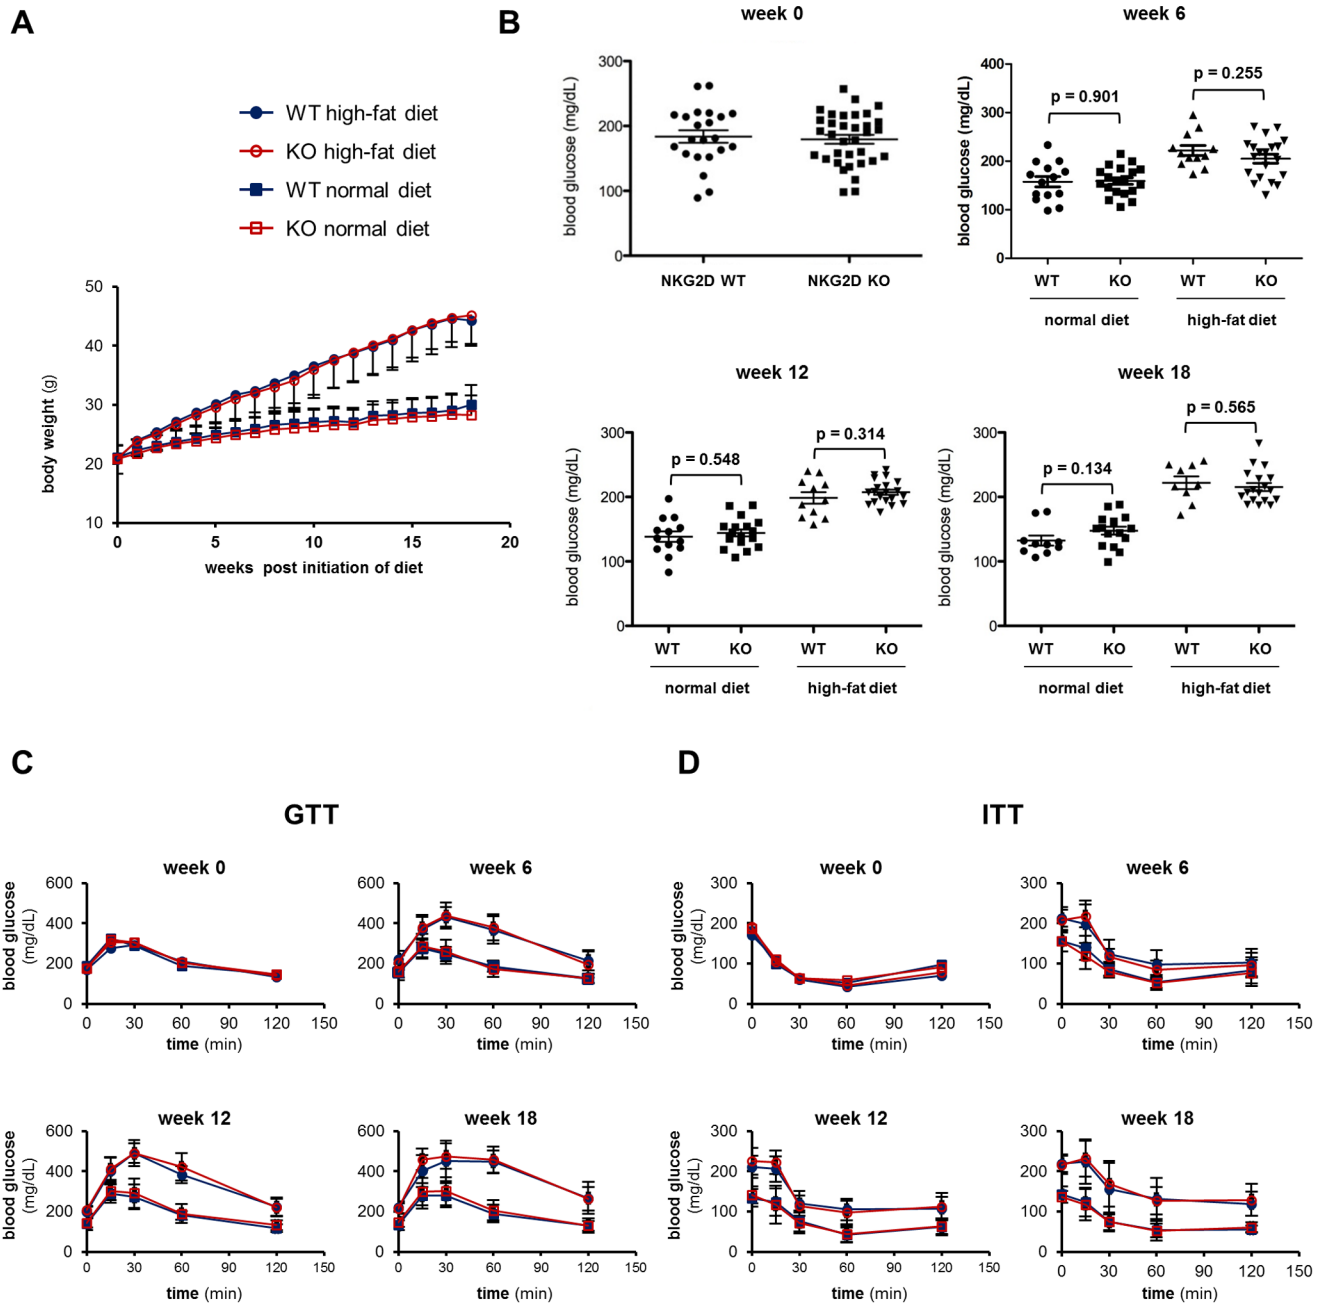 A
WT high-fat diet
KO high-fat diet
WT normal diet
KO normal diet
50
40
30
20
10
body weight (g)
0 5 10 15 20
weeks post initiation of diet
B
week 0
300
200
100
0
blood glucose (mg/dL)
NKG2D WT NKG2D KO
week 6
400
300
200
100
0
blood glucose (mg/dL)
p = 0.901
p = 0.255
WT KO WT KO
normal diet high-fat diet
week 12
300
200
100
0
blood glucose (mg/dL)
p = 0.548
p = 0.314
WT KO WT KO
normal diet high-fat diet
week 18
300
200
100
0
blood glucose (mg/dL)
p = 0.134
p = 0.565
WT KO WT KO
normal diet high-fat diet
C
GTT
week 0
600
400
200
0
blood glucose
(mg/dL)
0 30 60 90 120 150
time (min)
week 6
600
400
200
0
0 30 60 90 120 150
time (min)
week 12
600
400
200
0
blood glucose
(mg/dL)
0 30 60 90 120 150
time (min)
week 18
600
400
200
0
0 30 60 90 120 150
time (min)
D
ITT
week 0
300
200
100
0
blood glucose
(mg/dL)
0 30 60 90 120 150
time (min)
week 6
300
200
100
0
0 30 60 90 120 150
time (min)
week 12
300
200
100
0
blood glucose
(mg/dL)
0 30 60 90 120 150
time (min)
week 18
300
200
100
0
0 30 60 90 120 150
time (min)